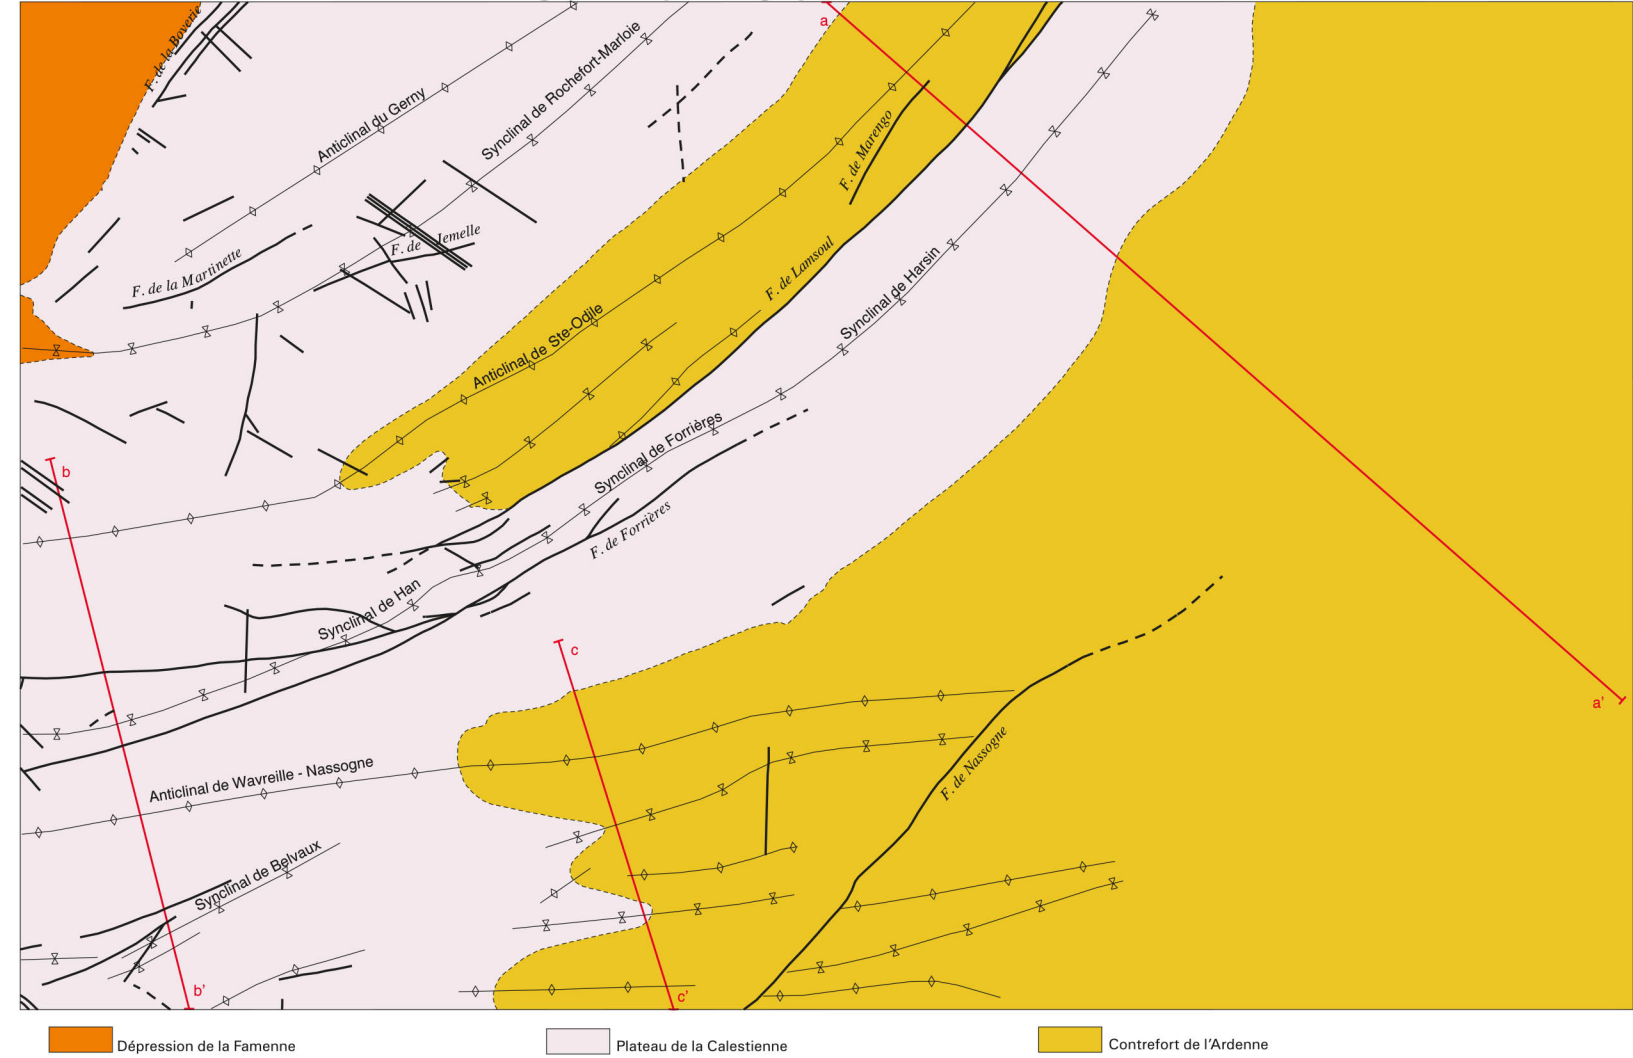 a
F. de la Boverie
Anticlinal du Gerny
Synclinal de Rochefort-Marloie
F. de Marengo
F. de la Martinette
F. de Jemelle
F. de Lamsoul
Synclinal de Harsin
Anticlinal de Ste-Odile
b
Synclinal de Forrières
F. de Forrières
Synclinal de Han
c
a'
F. de Nassogne
Anticlinal de Wavreille - Nassogne
Synclinal de Belvaux
b'
c'
Dépression de la Famenne
Plateau de la Calestienne
Contrefort de l'Ardenne